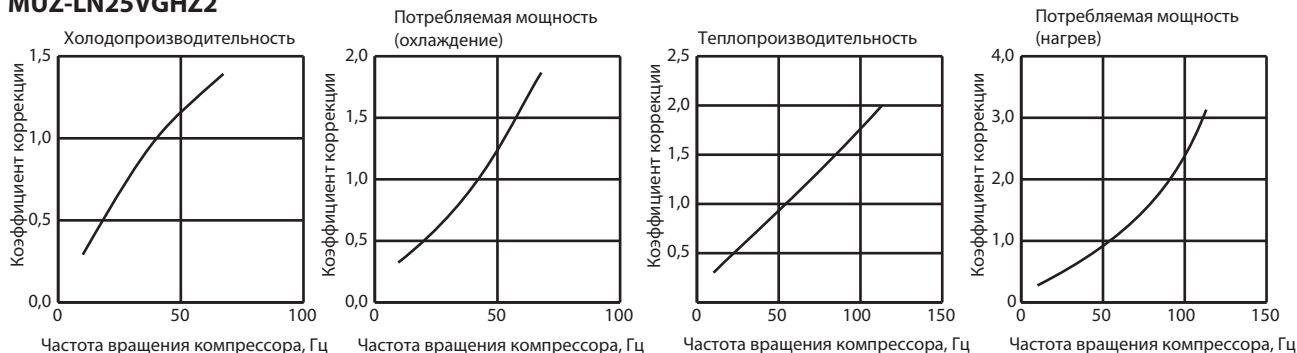 MUZ-LN25VGHZ2
Холодопроизводительность
Коэффициент коррекции
1,5
1,0
0,5
0,0
0
50
100
Частота вращения компрессора, Гц
Потребляемая мощность
(охлаждение)
Коэффициент коррекции
2,0
1,5
1,0
0,5
0,0
0
50
100
Частота вращения компрессора, Гц
Теплопроизводительность
Коэффициент коррекции
2,5
2,0
1,5
1,0
0,5
0
50
100
150
Частота вращения компрессора, Гц
Потребляемая мощность
(нагрев)
Коэффициент коррекции
4,0
3,0
2,0
1,0
0
0
50
100
150
Частота вращения компрессора, Гц